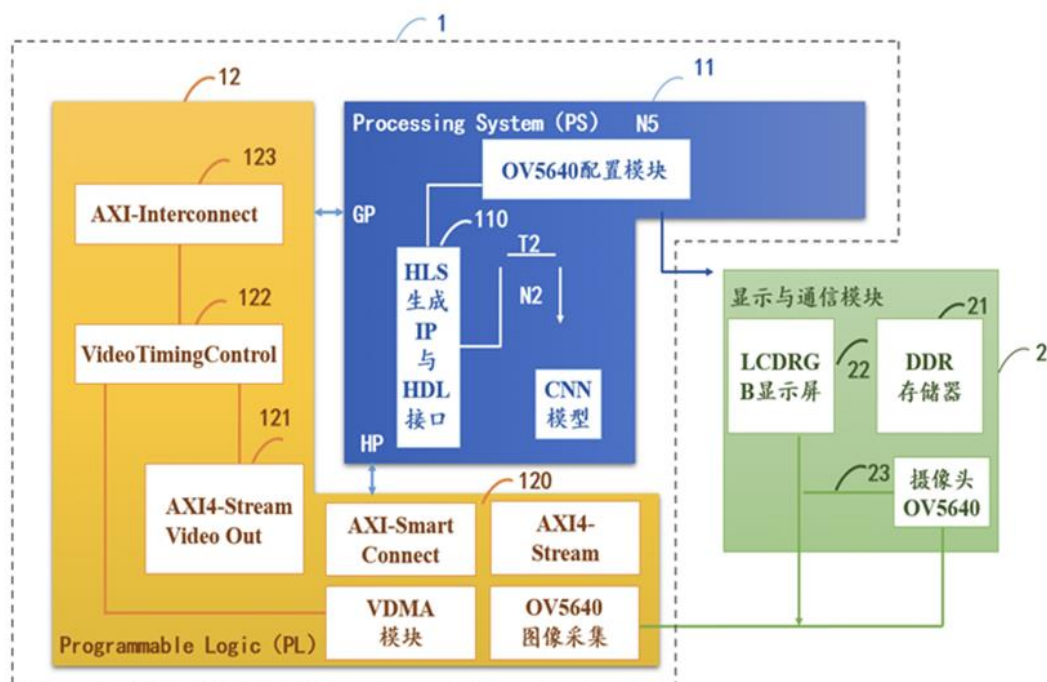 1
12
11
Processing System (PS)
N5
OV5640配置模块
123
AXI-Interconnect
GP
110
HLS
生成
IP
与
HDL
接口
T2
N2
CNN
模型
122
VideoTimingControl
121
AXI4-Stream
Video Out
HP
120
AXI-Smart
Connect
AXI4-
Stream
VDMA
模块
OV5640
图像采集
Programmable Logic (PL)
显示与通信模块
21
2
LCDRG
B显示屏
22
DDR
存储器
23
摄像头
OV5640